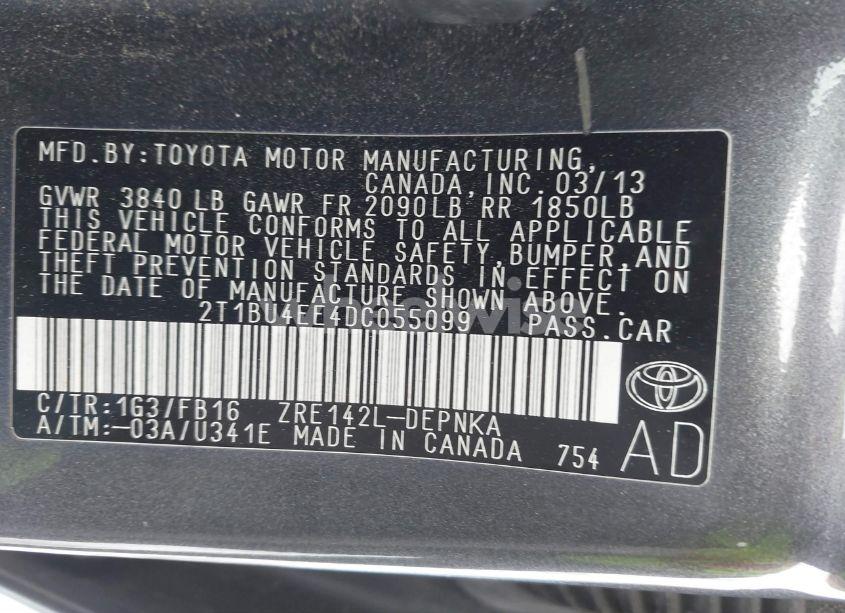 MFD.BY:TOYOTA MOTOR MANUFACTURING,
CANADA,INC. 03/13
GVWR 3840 LB GAWR FR 2090LB RR 1850LB
THIS VEHICLE CONFORMS TO ALL APPLICABLE
FEDERAL MOTOR VEHICLE SAFETY, BUMPER, AND
THEFT PREVENTION STANDARDS IN EFFECT ON
THE DATE OF MANUFACTURE SHOWN ABOVE.
2T1BU4EE4DC055099 PASS.CAR
C/TR:1G3/FB16 ZRE142L-DEPNKA
A/TM:-03A/U341E MADE IN CANADA 754
AD